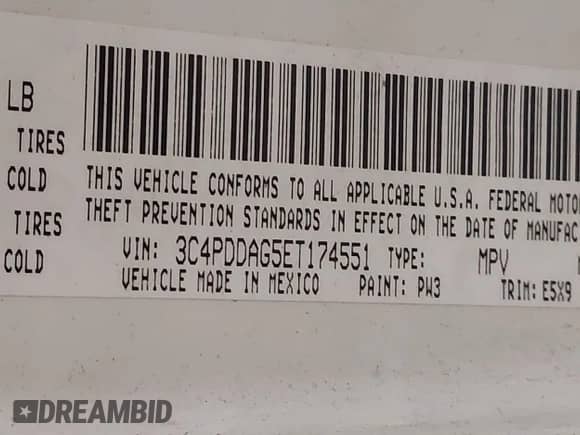 LB
TIRES
COLD
TIRES
COLD
THIS VEHICLE CONFORMS TO ALL APPLICABLE U.S.A. FEDERAL MOTO
THEFT PREVENTION STANDARDS IN EFFECT ON THE DATE OF MANUFAC
VIN: 3C4PDDAG5ET174551 TYPE: MPV
VEHICLE MADE IN MEXICO PAINT: PW3 TRIM: E5X9
DREAMBID